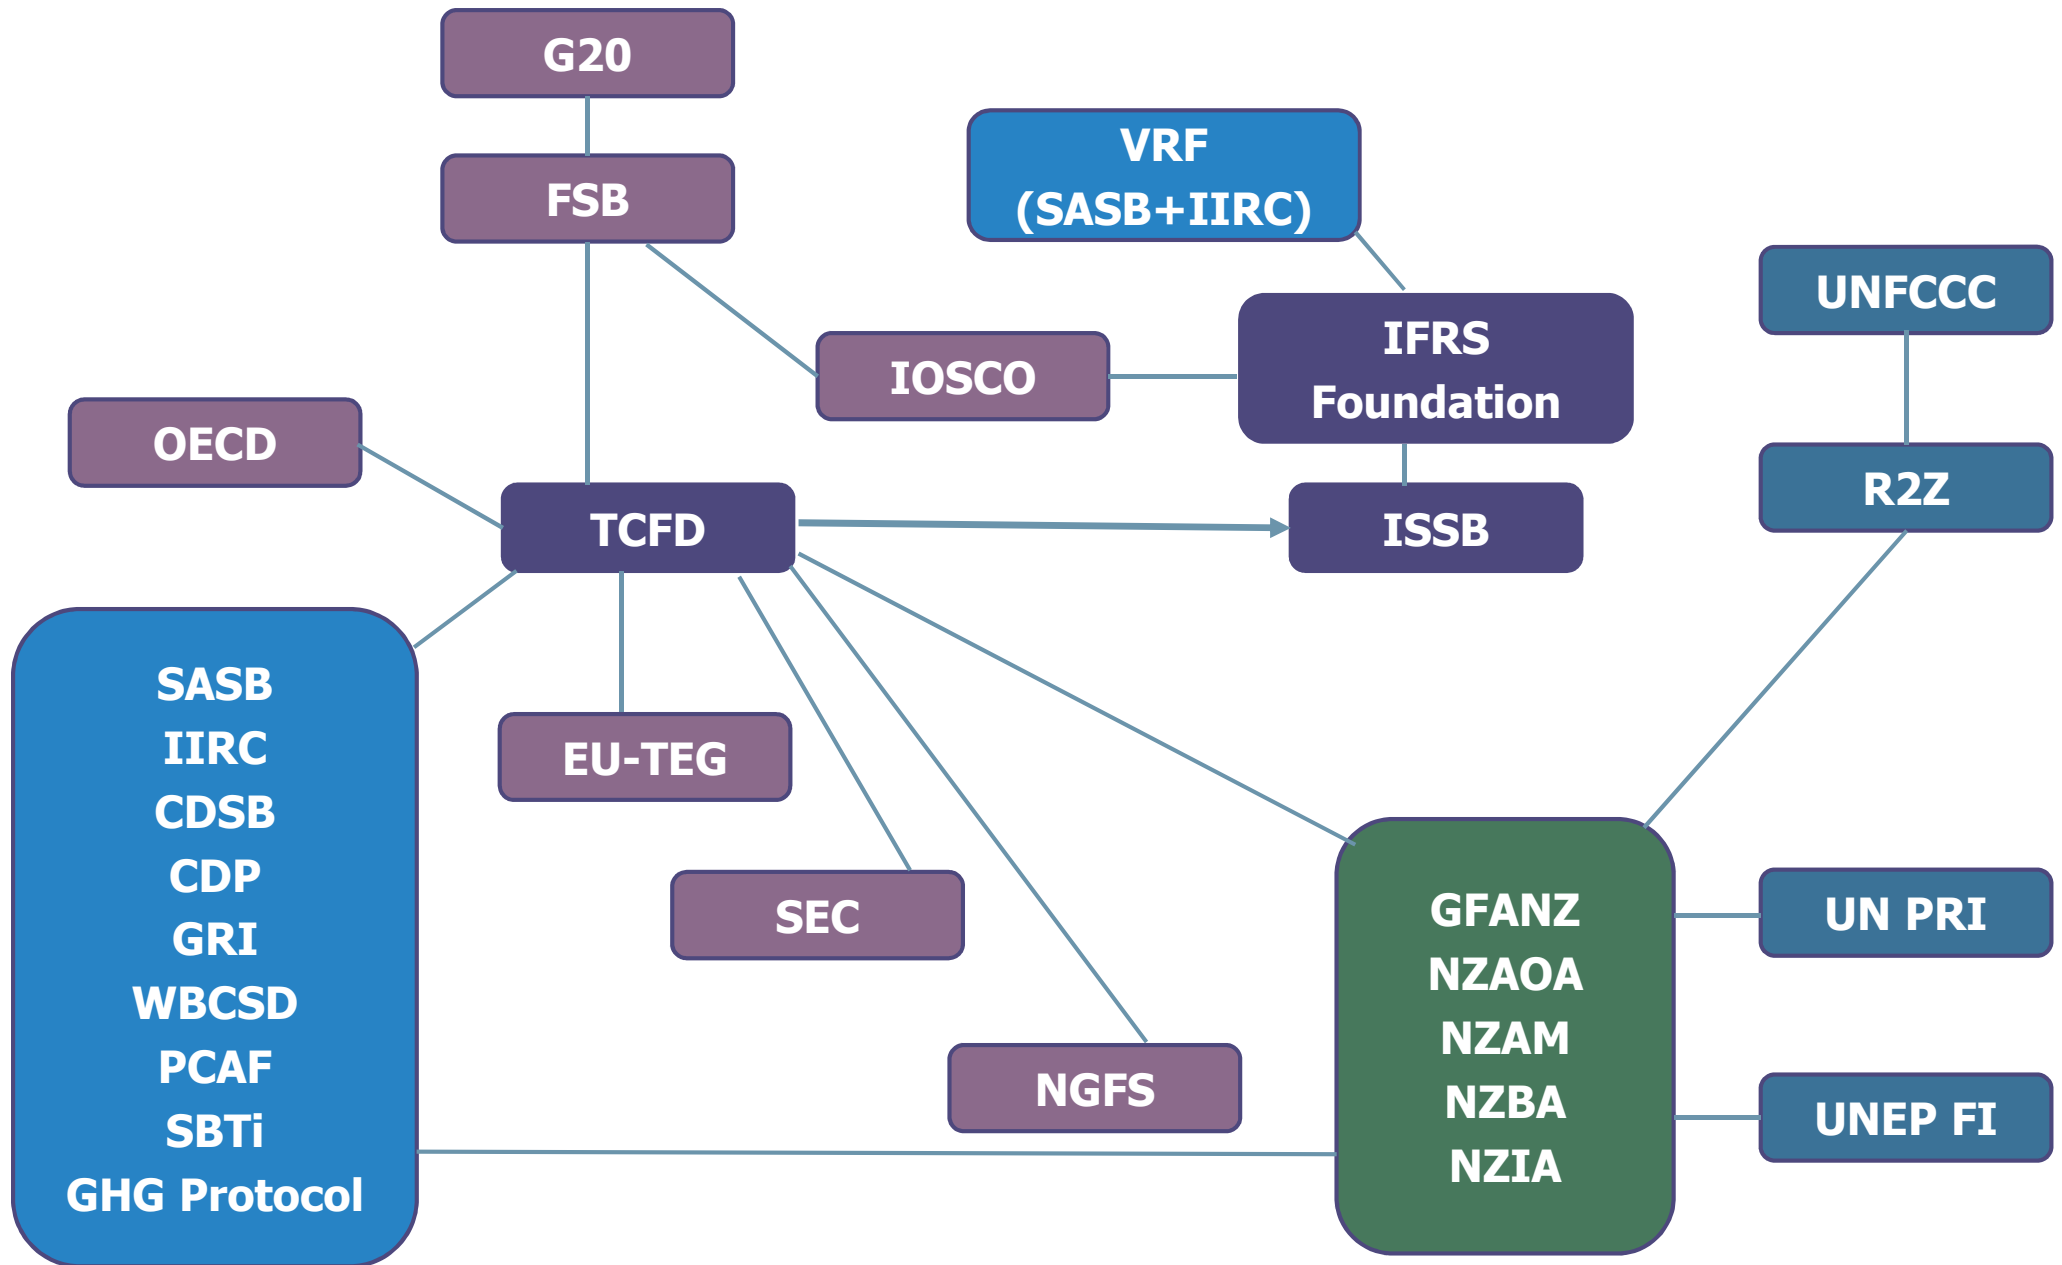 G20
FSB
VRF
(SASB+IIRC)
UNFCCC
IFRS
Foundation
IOSCO
OECD
R2Z
TCFD
ISSB
SASB
IIRC
CDSB
CDP
GRI
WBCSD
PCAF
SBTi
GHG Protocol
EU-TEG
SEC
NGFS
GFANZ
NZAOA
NZAM
NZBA
NZIA
UN PRI
UNEP FI